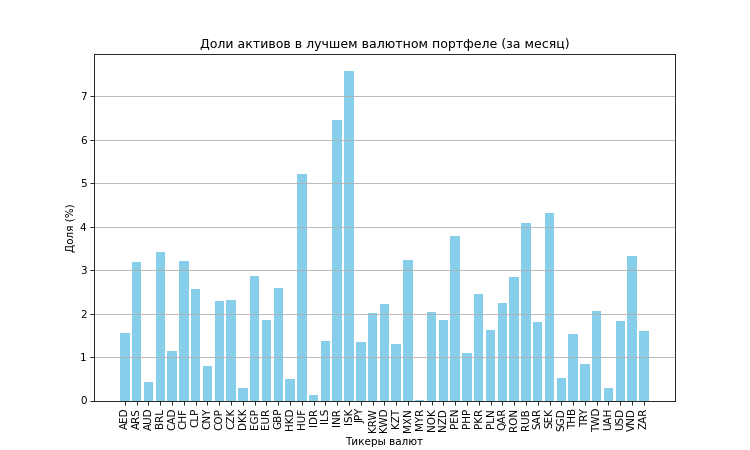 Доли активов в лучшем валютном портфеле (за месяц)
Доля (%)
7
6
5
4
3
2
1
0
AED ARS AUD BRL CAD CHF CLP CNY COP CZK DKK EGP EUR GBP HKD HUF IDR ILS INR ISK JPY KRW KWD KZT MXN MYR NOK NZD PEN PHP PKR PLN QAR RON RUB SAR SEK SGD THB TRY TWD UAH USD VND ZAR
Тикеры валют